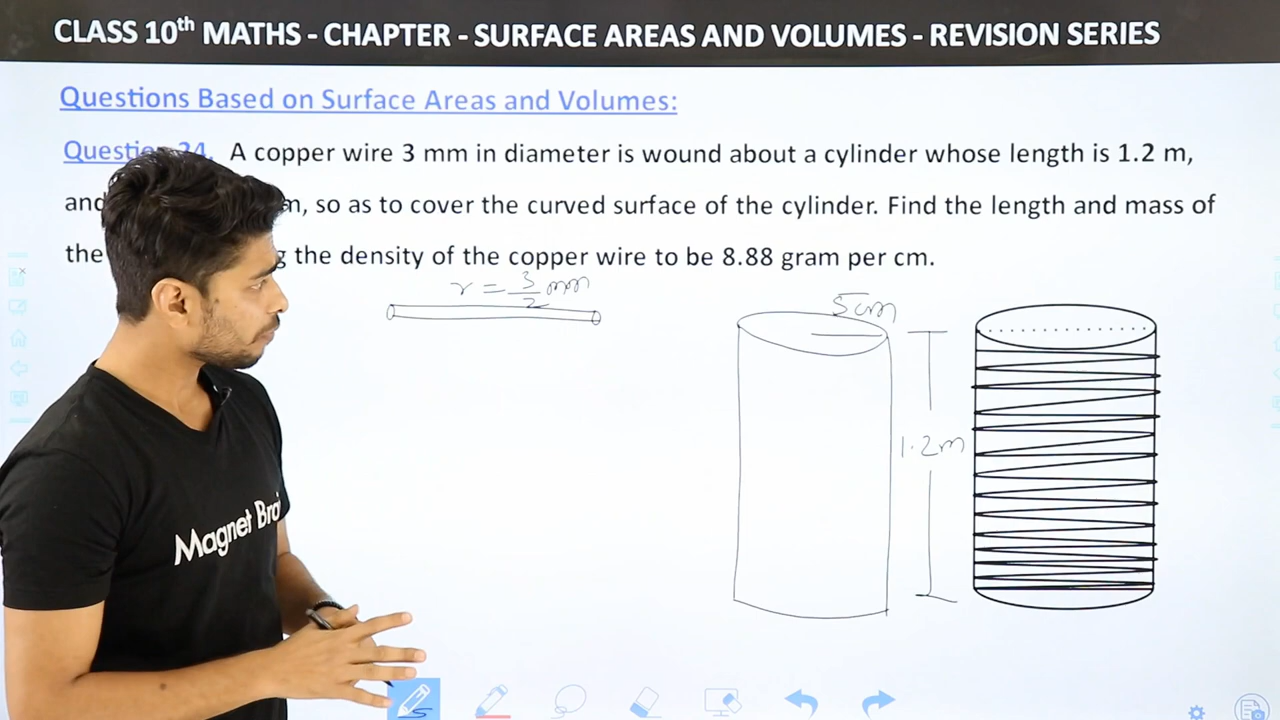 CLASS 10th MATHS - CHAPTER - SURFACE AREAS AND VOLUMES - REVISION SERIES
Questions Based on Surface Areas and Volumes:
A copper wire 3 mm in diameter is wound about a cylinder whose length is 1.2 m,
and m, so as to cover the curved surface of the cylinder. Find the length and mass of
the g the density of the copper wire to be 8.88 gram per cm.
r = 3/2 mm
5cm
1.2m
Magnet Brai